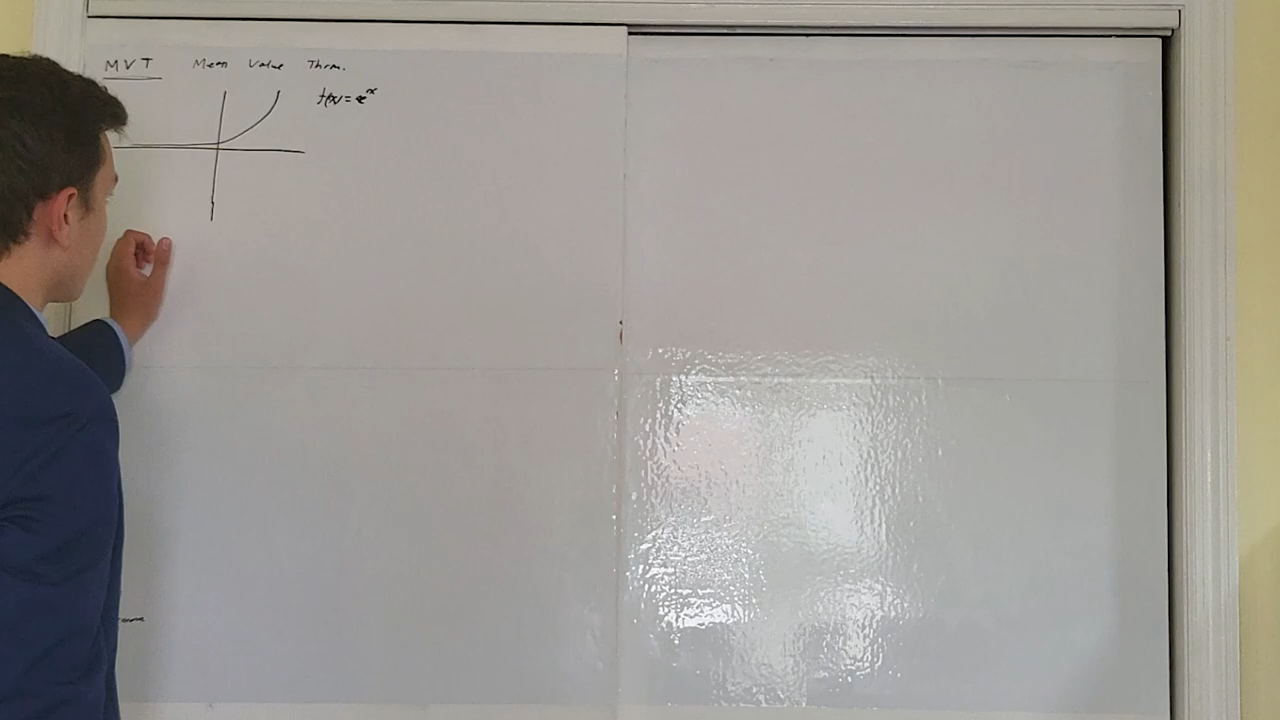 MVT Mean Value Thrm.
f(x) = e^x